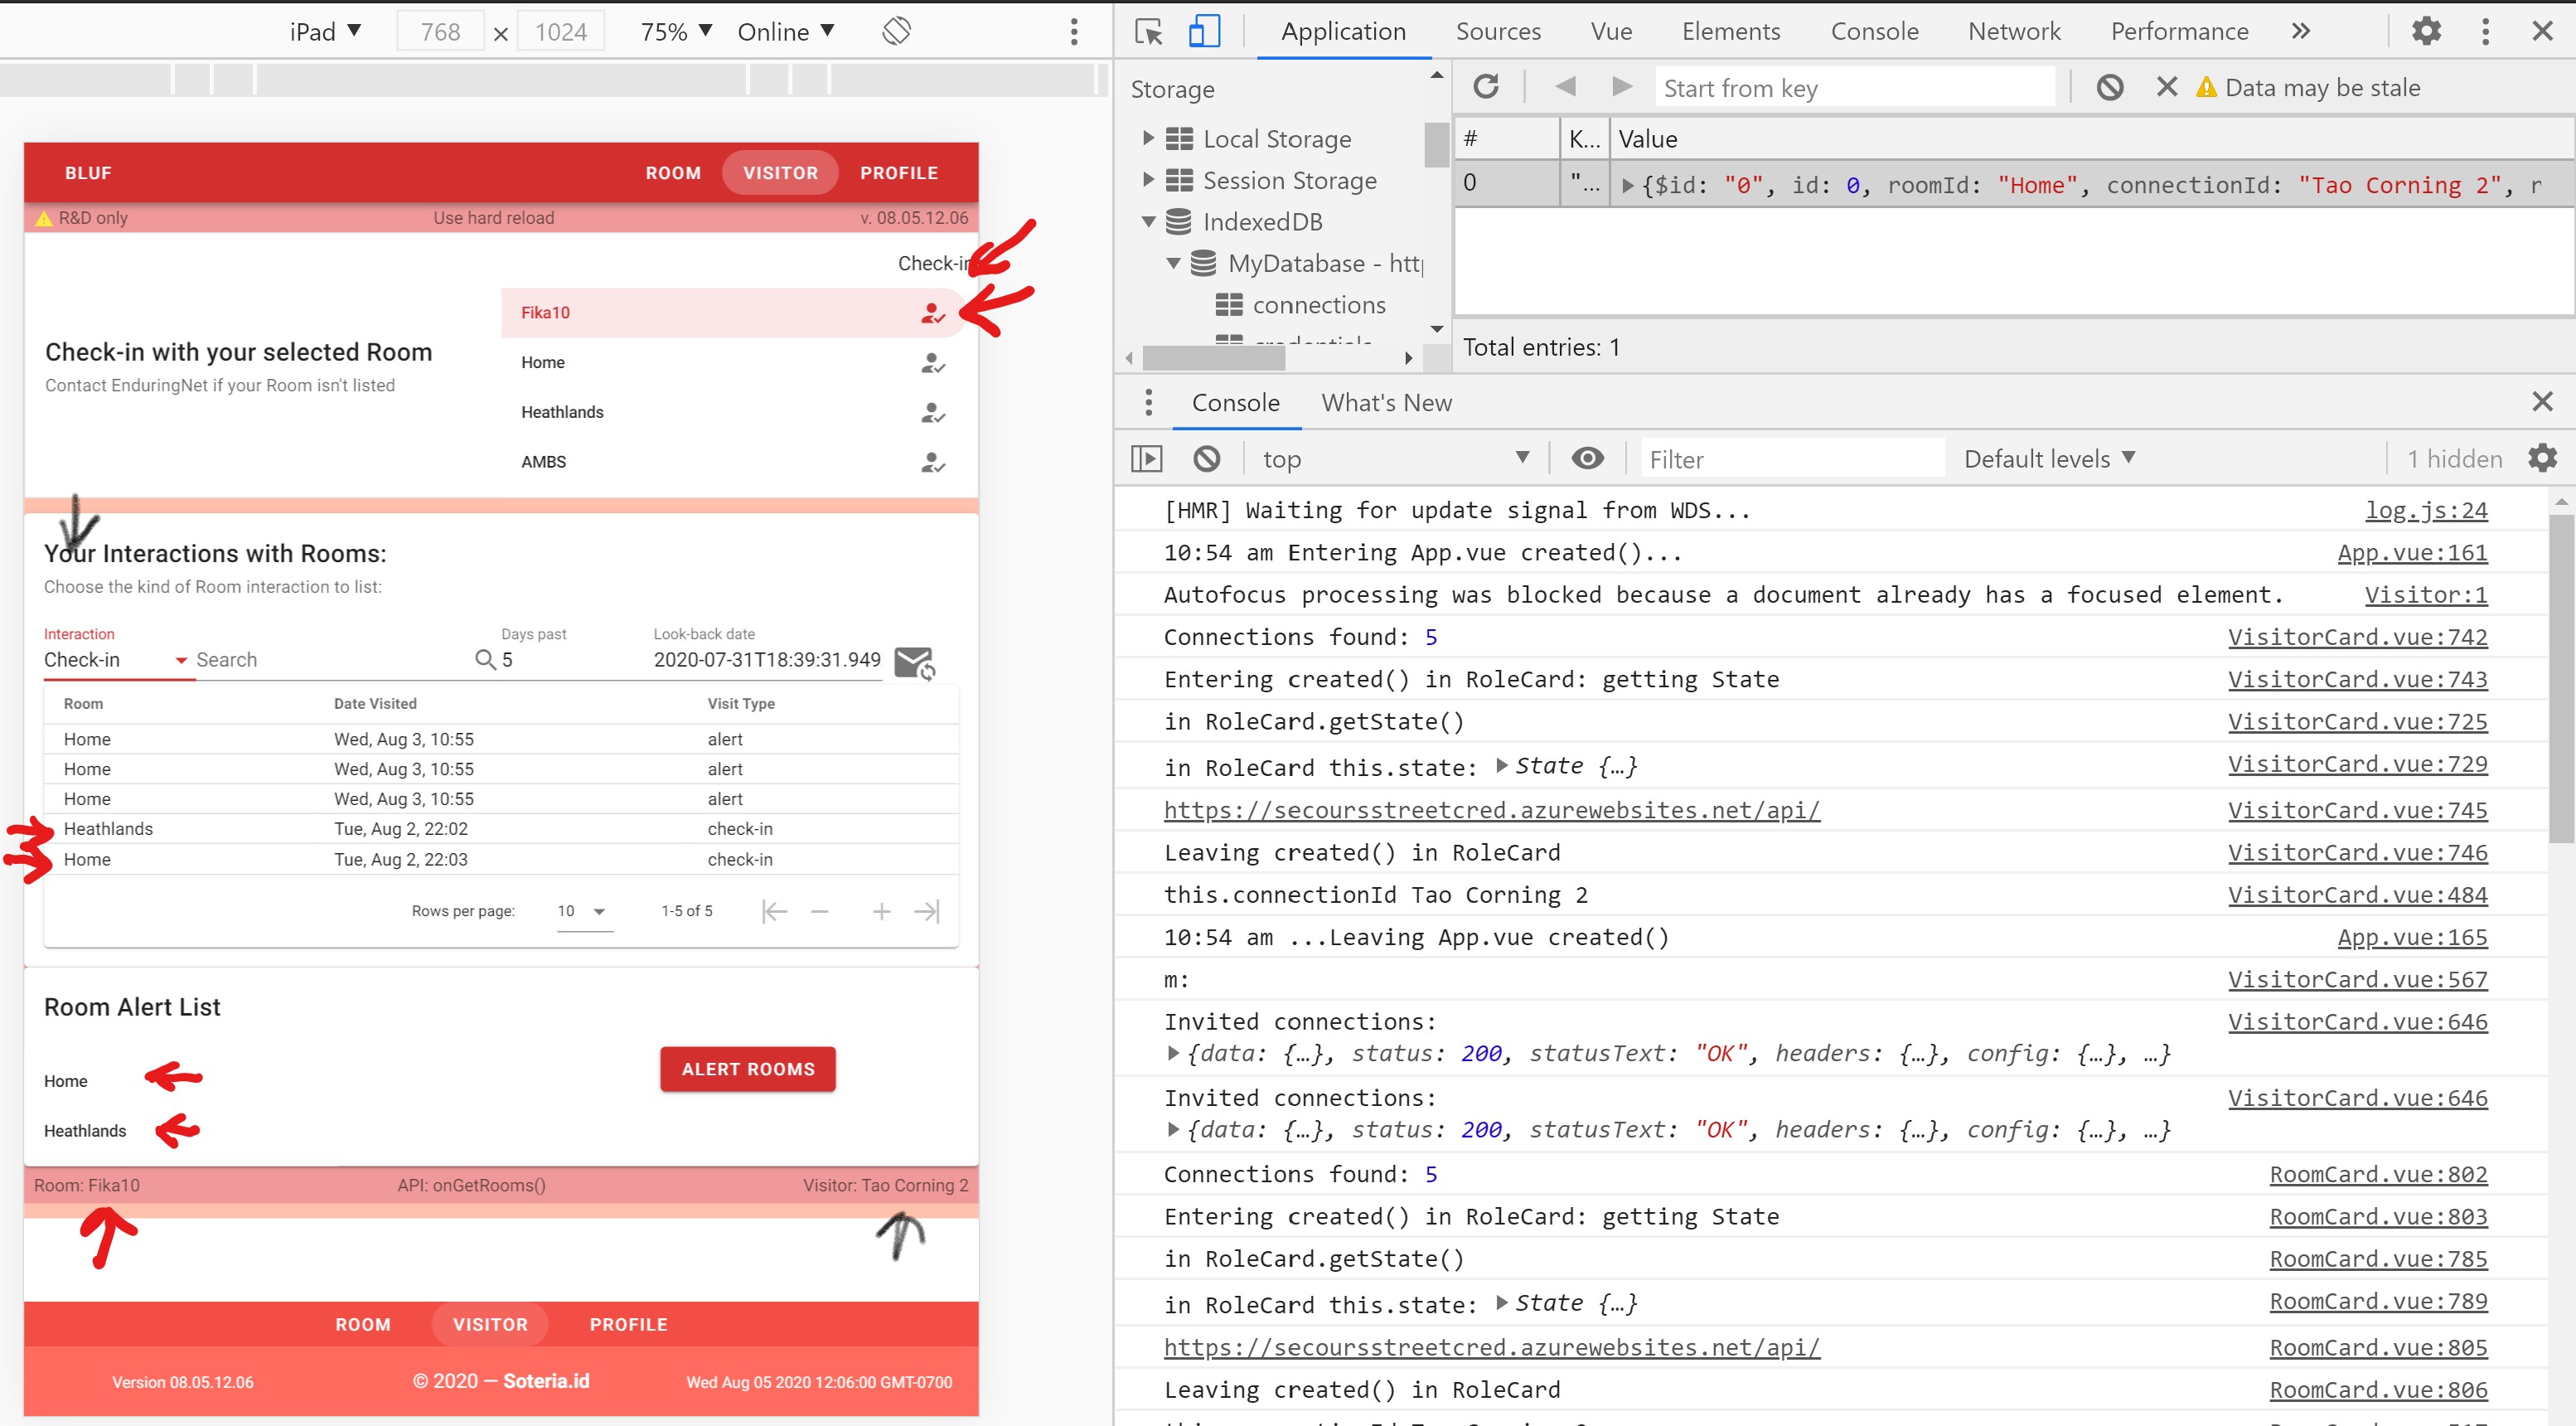 iPad ▼ 768 × 1024 75% ▼ Online ▼
BLUF ROOM VISITOR PROFILE
R&D only Use hard reload v. 08.05.12.06
Check-in
Fika10
Check-in with your selected Room
Home
Contact EnduringNet if your Room isn't listed
Heathlands
AMBS
Your Interactions with Rooms:
Choose the kind of Room interaction to list:
Interaction Days past Look-back date
Check-in Search 5 2020-07-31T18:39:31.949
Room Date Visited Visit Type
Home Wed, Aug 3, 10:55 alert
Home Wed, Aug 3, 10:55 alert
Home Wed, Aug 3, 10:55 alert
Heathlands Tue, Aug 2, 22:02 check-in
Home Tue, Aug 2, 22:03 check-in
Rows per page: 10 1-5 of 5
Room Alert List
ALERT ROOMS
Home
Heathlands
Room: Fika10 API: onGetRooms() Visitor: Tao Corning 2
ROOM VISITOR PROFILE
Version 08.05.12.06 © 2020 — Soteria.id Wed Aug 05 2020 12:06:00 GMT-0700
Application Sources Vue Elements Console Network Performance »
Storage
Local Storage
Session Storage
IndexedDB
MyDatabase - htt
connections
credentials
Start from key Data may be stale
# K... Value
0 "... {$id: "0", id: 0, roomId: "Home", connectionId: "Tao Corning 2", r
Total entries: 1
Console What's New
top Filter Default levels ▼ 1 hidden
[HMR] Waiting for update signal from WDS... log.js:24
10:54 am Entering App.vue created()... App.vue:161
Autofocus processing was blocked because a document already has a focused element. Visitor:1
Connections found: 5 VisitorCard.vue:742
Entering created() in RoleCard: getting State VisitorCard.vue:743
in RoleCard.getState() VisitorCard.vue:725
in RoleCard this.state: ▶State {…} VisitorCard.vue:729
https://secoursstreetcred.azurewebsites.net/api/ VisitorCard.vue:745
Leaving created() in RoleCard VisitorCard.vue:746
this.connectionId Tao Corning 2 VisitorCard.vue:484
10:54 am ...Leaving App.vue created() App.vue:165
m: VisitorCard.vue:567
Invited connections: VisitorCard.vue:646
▶{data: {…}, status: 200, statusText: "OK", headers: {…}, config: {…}, …}
Invited connections: VisitorCard.vue:646
▶{data: {…}, status: 200, statusText: "OK", headers: {…}, config: {…}, …}
Connections found: 5 RoomCard.vue:802
Entering created() in RoleCard: getting State RoomCard.vue:803
in RoleCard.getState() RoomCard.vue:785
in RoleCard this.state: ▶State {…} RoomCard.vue:789
https://secoursstreetcred.azurewebsites.net/api/ RoomCard.vue:805
Leaving created() in RoleCard RoomCard.vue:806